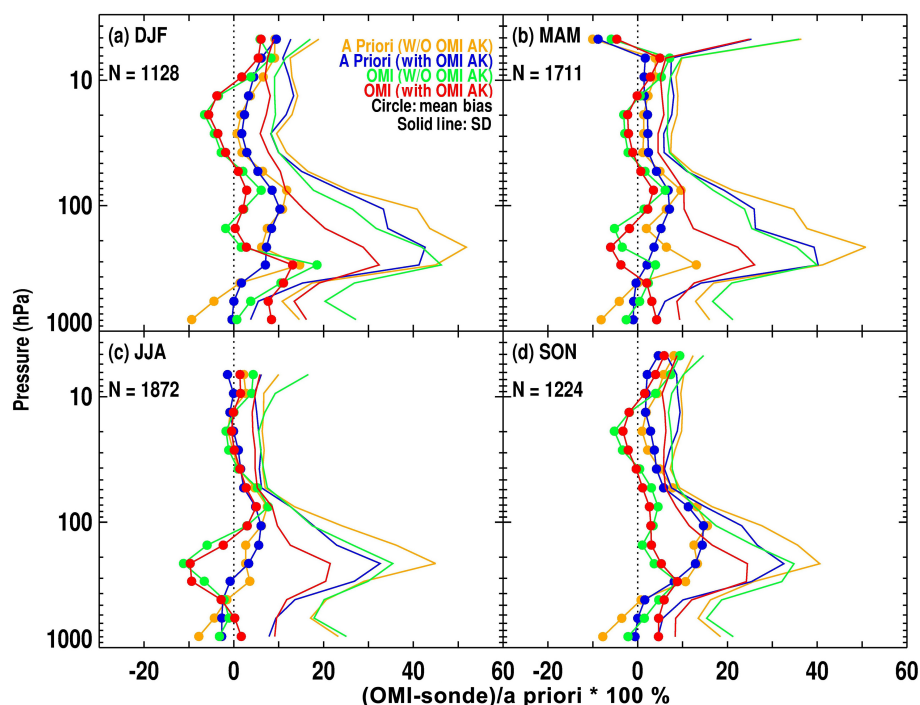 (a) DJF
N = 1128
A Priori (W/O OMI AK)
A Priori (with OMI AK)
OMI (W/O OMI AK)
OMI (with OMI AK)
Circle: mean bias
Solid line: SD
(b) MAM
N = 1711
10
100
1000
(c) JJA
N = 1872
(d) SON
N = 1224
10
100
1000
Pressure (hPa)
-20 0 20 40 -20 0 20 40 60
(OMI-sonde)/a priori * 100 %